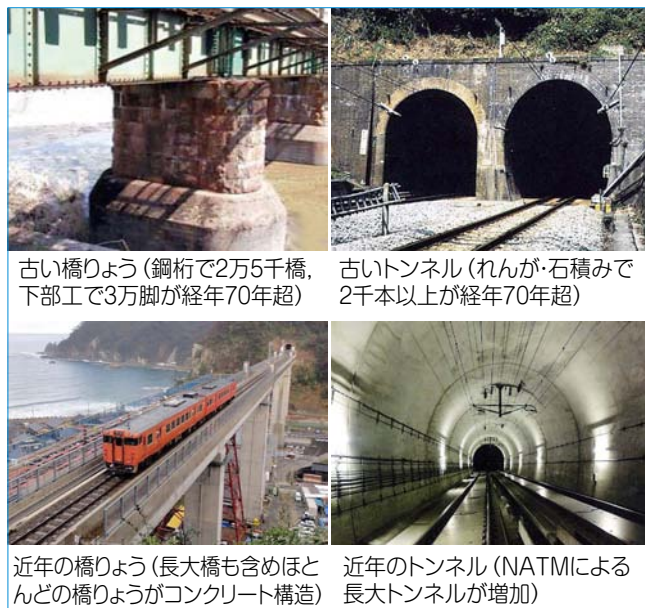 古い橋りょう（鋼桁で2万5千橋,
下部工で3万脚が経年70年超）
古いトンネル（れんが・石積みで
2千本以上が経年70年超）
近年の橋りょう（長大橋も含めほと
んどの橋りょうがコンクリート構造）
近年のトンネル（NATMによる
長大トンネルが増加）